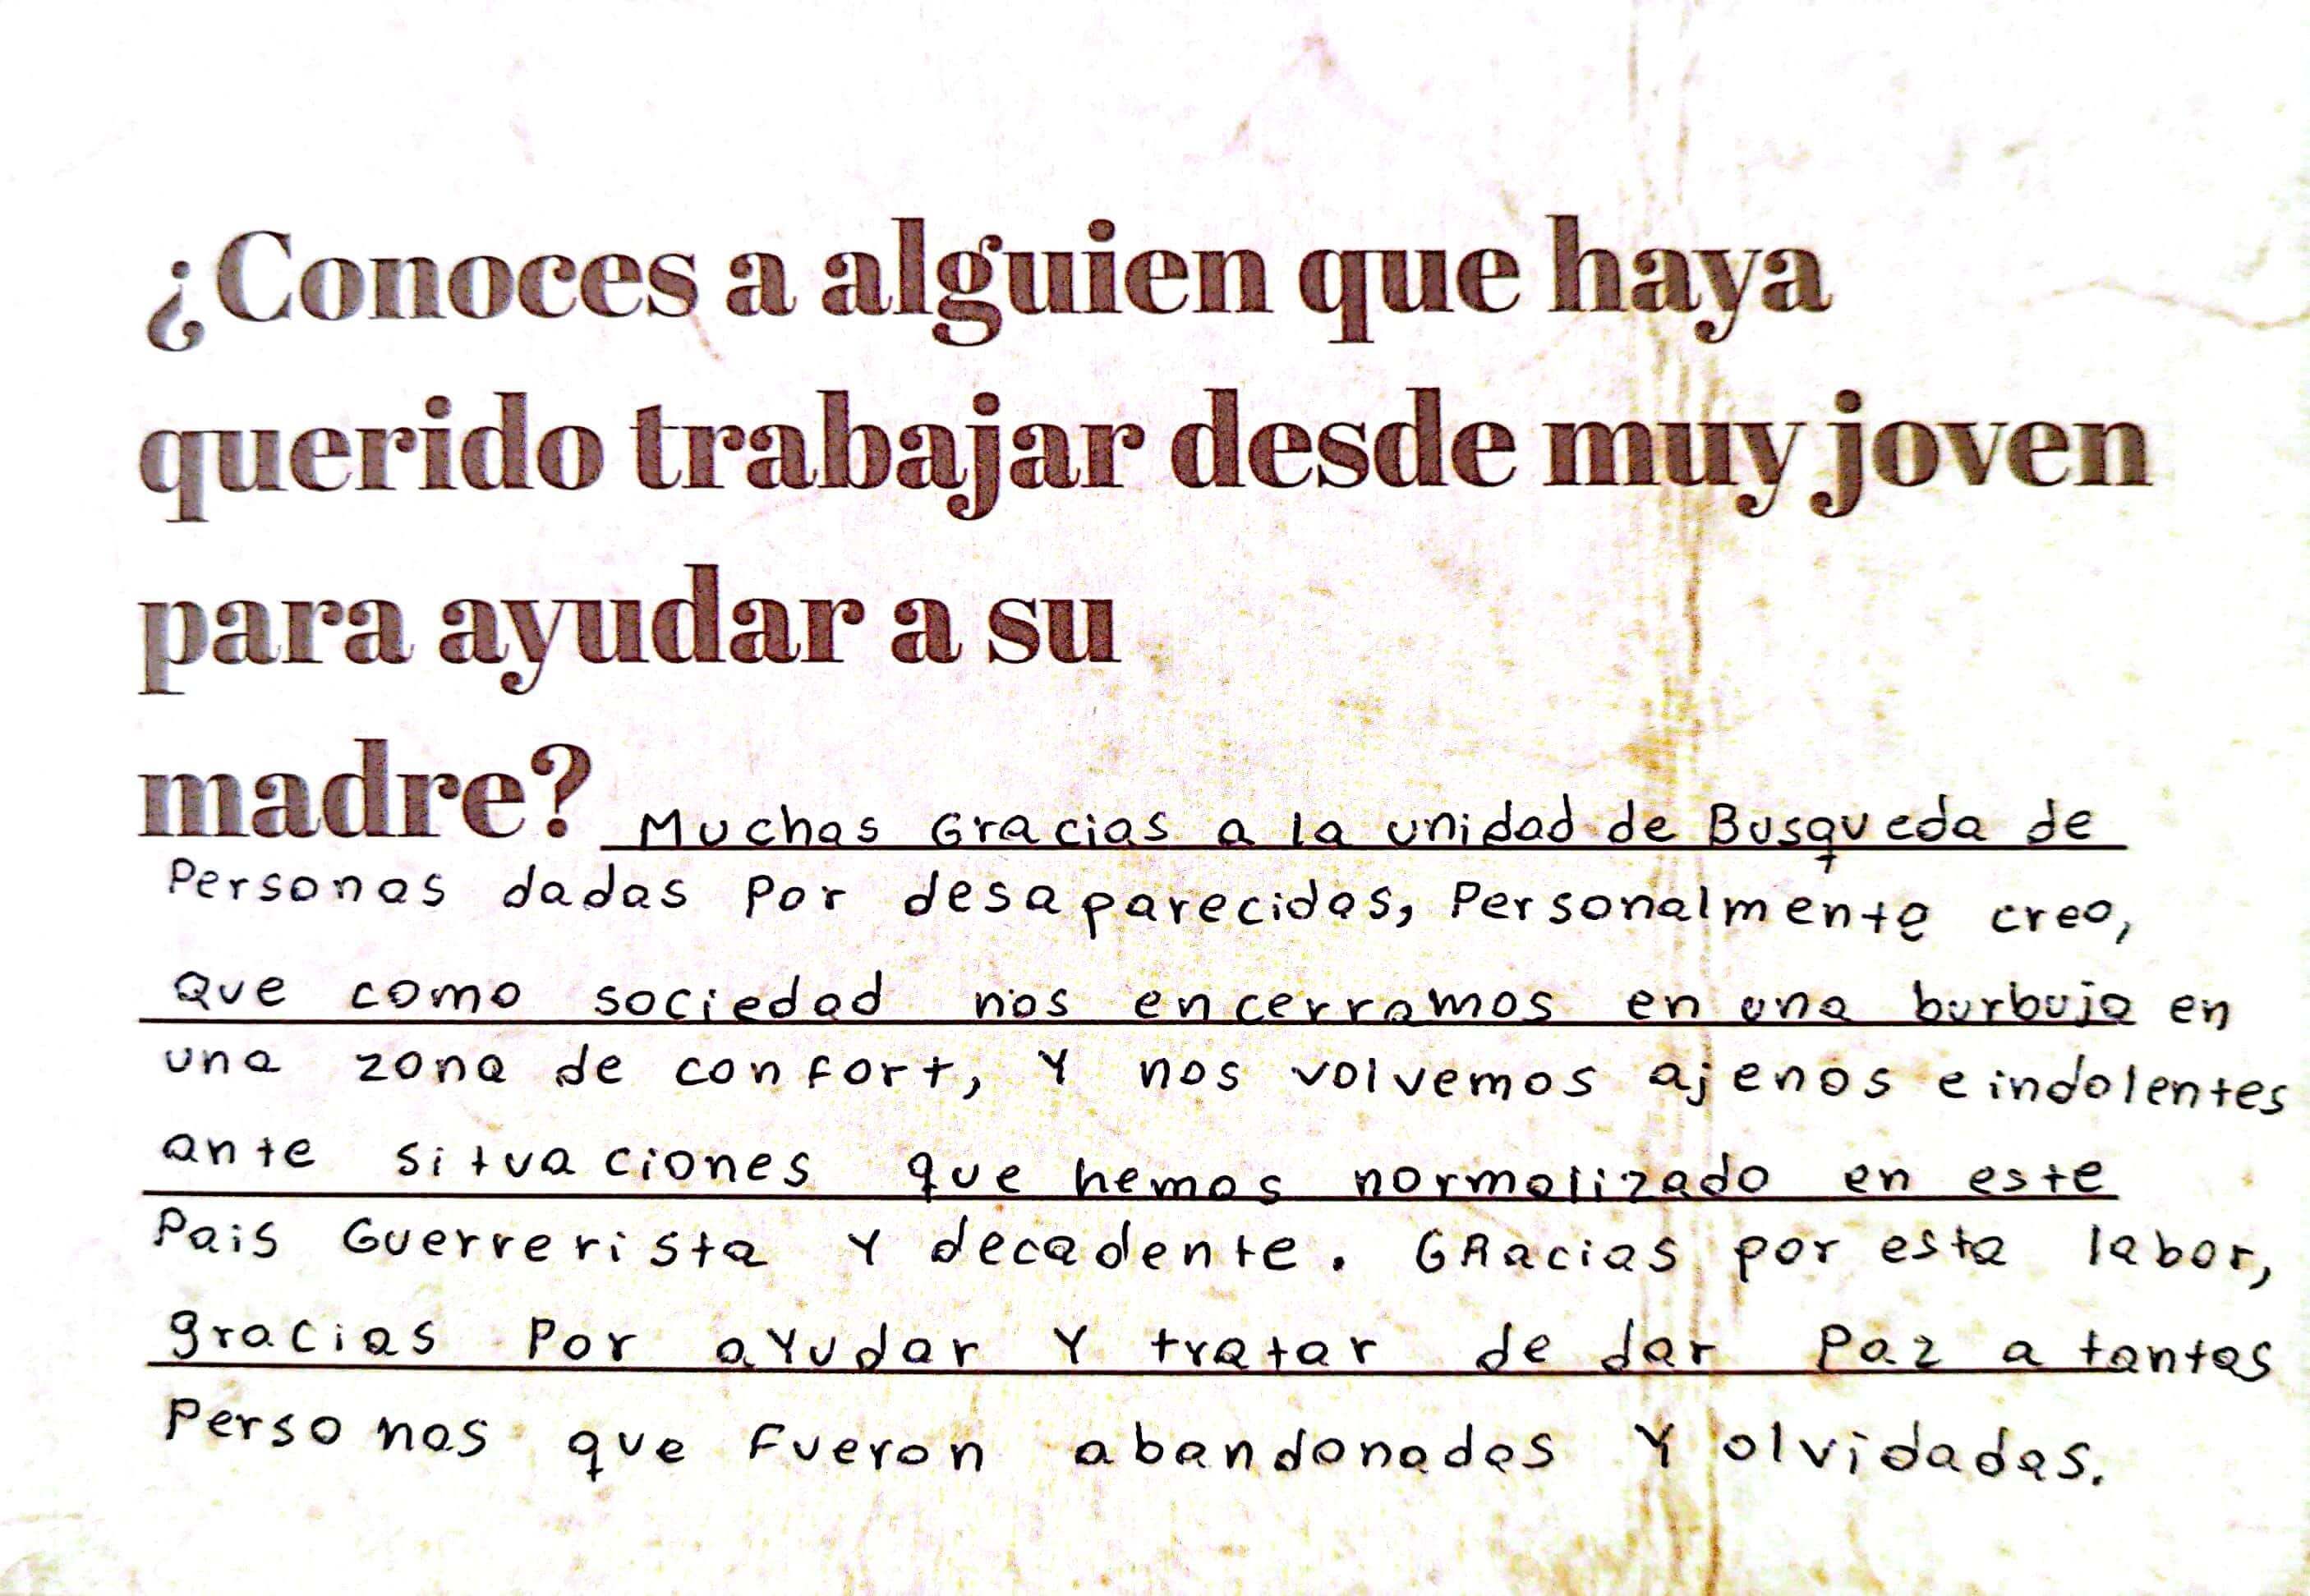 ¿Conoces a alguien que haya
querido trabajar desde muy joven
para ayudar a su
madre? Muchas Gracias a la unidad de Busqueda de
Personas dadas Por desaparecidas, Personalmente creo,
Que como sociedad nos encerramos en una burbuja en
una zona de confort, Y nos volvemos ajenos e indolentes
ante situaciones que hemos normalizado en este
Pais Guerrerista Y decadente. GRacias por esta labor,
gracias Por aYudar Y tratar de dar Paz a tantas
Personas que Fueron abandonadas Y olvidadas.